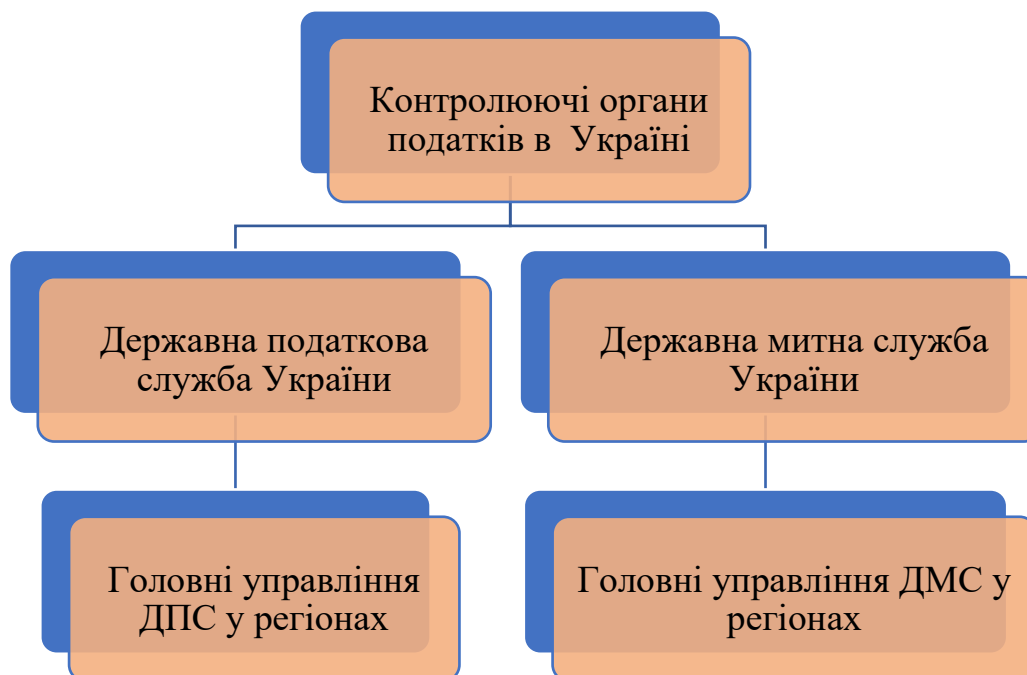 Контролюючі органи
податків в Україні
Державна податкова
служба України
Державна митна служба
України
Головні управління
ДПС у регіонах
Головні управління ДМС у
регіонах